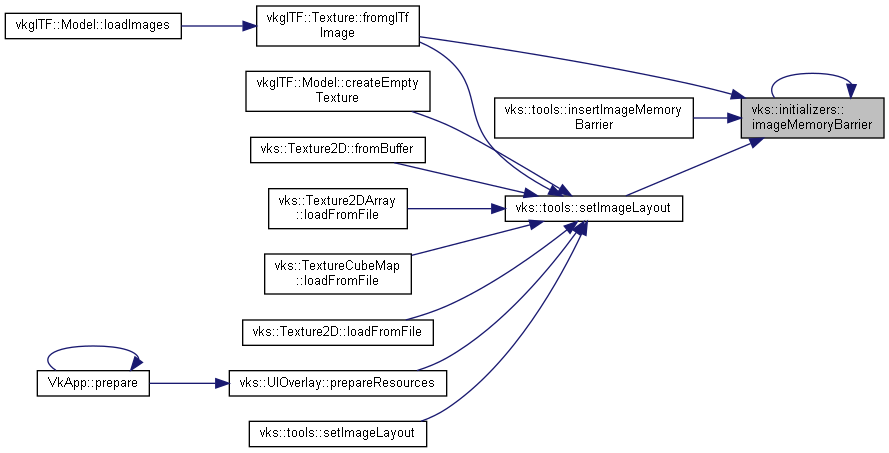 vkglTF::Model::loadImages
vkglTF::Texture::fromglTf
Image
vkglTF::Model::createEmpty
Texture
vks::tools::insertImageMemory
Barrier
vks::initializers::
imageMemoryBarrier
vks::Texture2D::fromBuffer
vks::Texture2DArray
::loadFromFile
vks::tools::setImageLayout
vks::TextureCubeMap
::loadFromFile
vks::Texture2D::loadFromFile
VkApp::prepare
vks::UIOverlay::prepareResources
vks::tools::setImageLayout